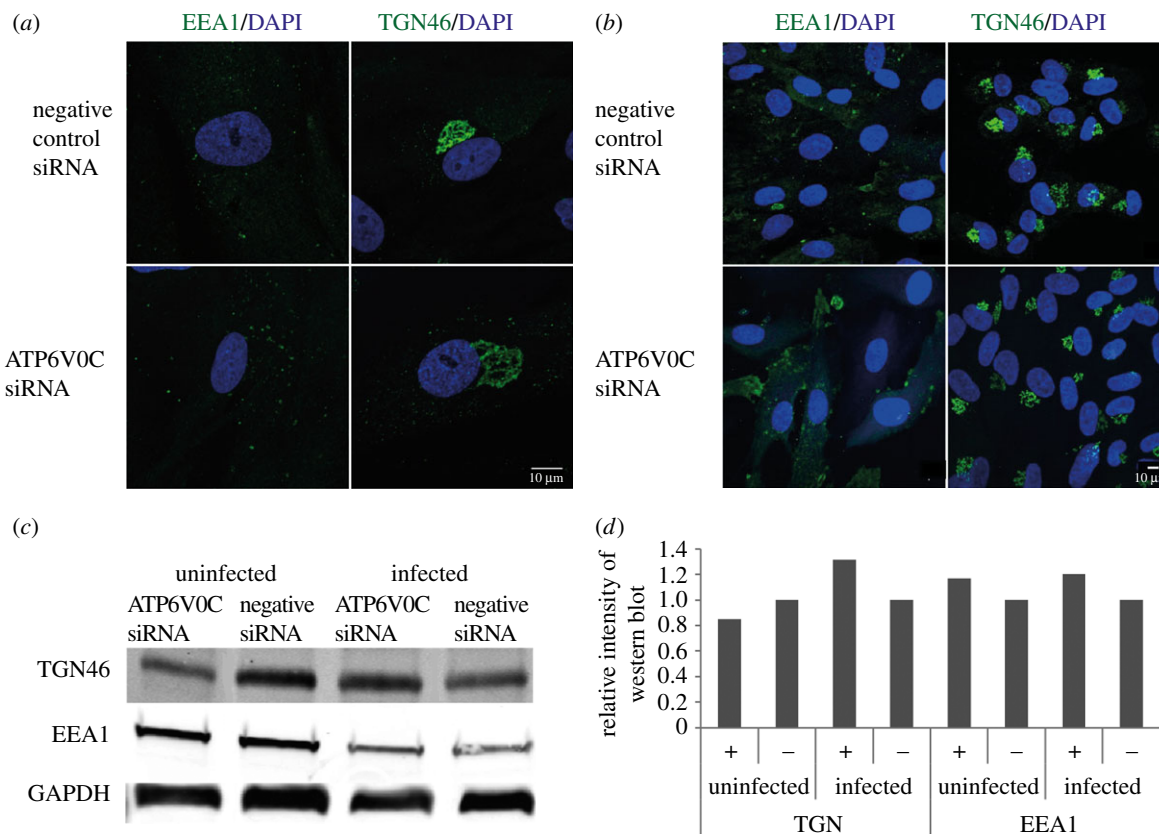 (a)
EEA1/DAPI TGN46/DAPI
negative
control
siRNA
ATP6V0C
siRNA
10 µm
(b)
EEA1/DAPI TGN46/DAPI
negative
control
siRNA
ATP6V0C
siRNA
10 µm
(c)
uninfected infected
ATP6V0C negative ATP6V0C negative
siRNA siRNA siRNA siRNA
TGN46
EEA1
GAPDH
(d)
relative intensity of
western blot
1.4
1.2
1.0
0.8
0.6
0.4
0.2
0
+ – + – + – + –
uninfected infected uninfected infected
TGN EEA1